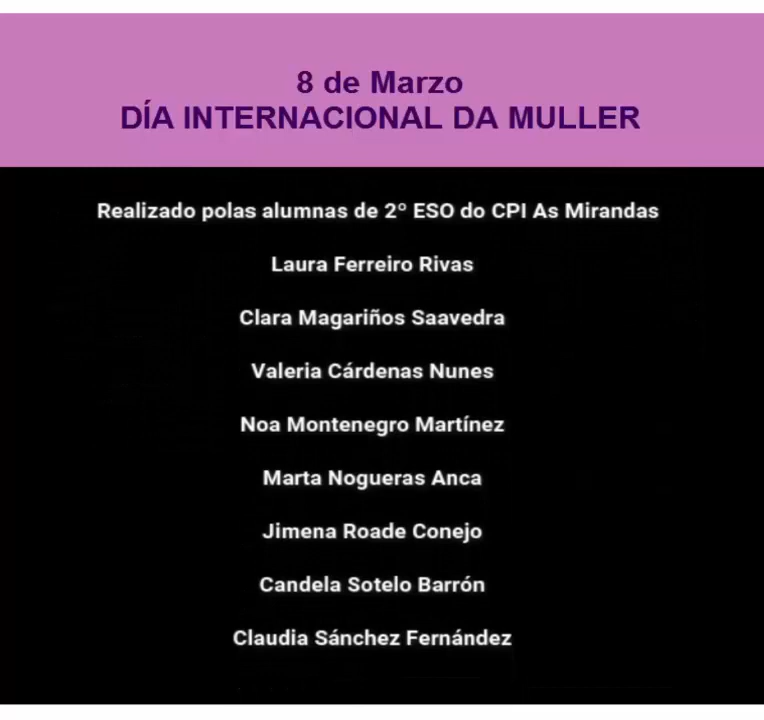 8 de Marzo
DÍA INTERNACIONAL DA MULLER
Realizado polas alumnas de 2º ESO do CPI As Mirandas
Laura Ferreiro Rivas
Clara Magariños Saavedra
Valeria Cárdenas Nunes
Noa Montenegro Martínez
Marta Nogueras Anca
Jimena Roade Conejo
Candela Sotelo Barrón
Claudia Sánchez Fernández